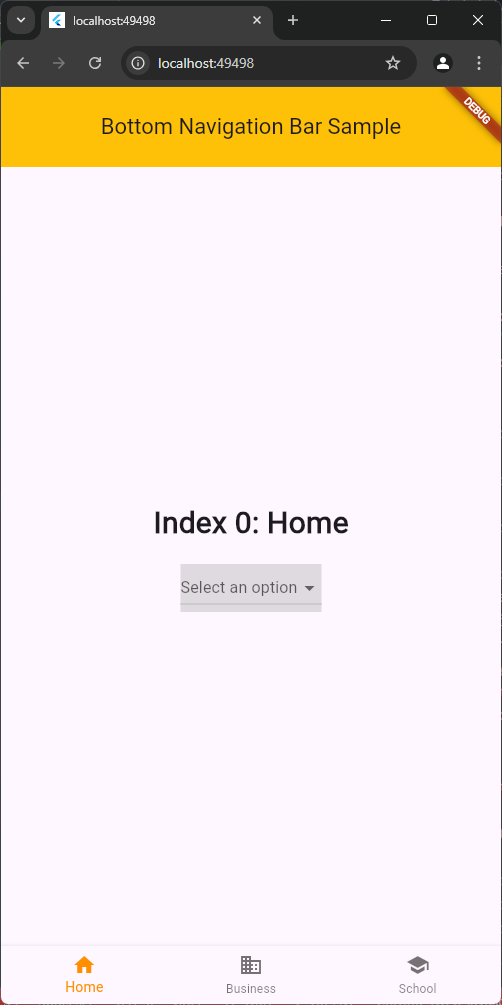 localhost:49498
localhost:49498
Bottom Navigation Bar Sample
DEBUG
Index 0: Home
Select an option
Home
Business
School